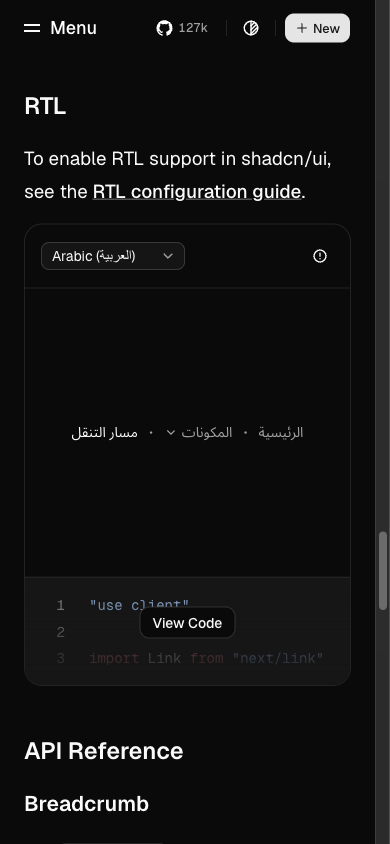 Menu 127k + New
RTL
To enable RTL support in shadcn/ui,
see the RTL configuration guide.
Arabic (العربية)
الرئيسية • المكونات • مسار التنقل
1 "use client"
View Code
2
3 import Link from "next/link"
API Reference
Breadcrumb